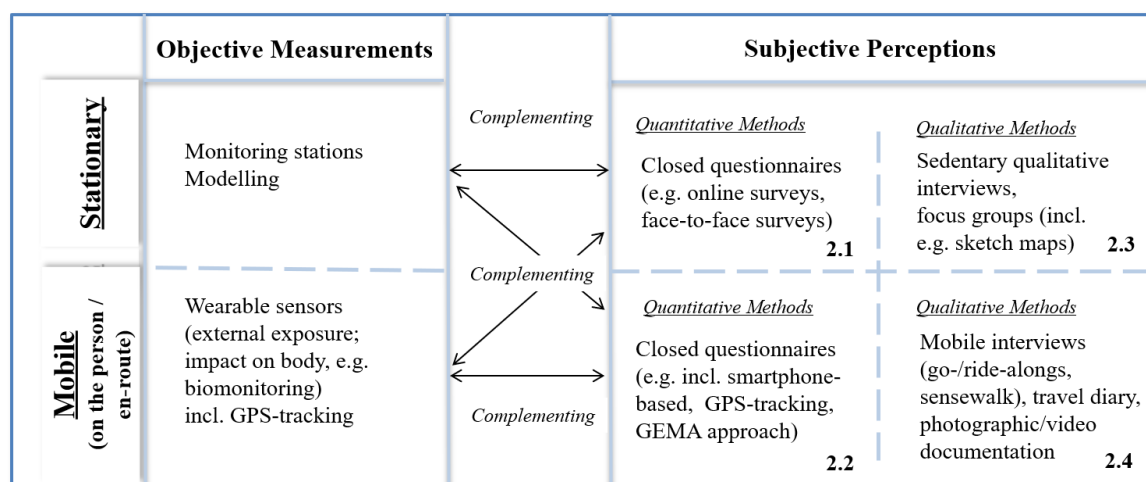 Objective Measurements
Subjective Perceptions
Stationary
Monitoring stations
Modelling
Complementing
Quantitative Methods
Closed questionnaires
(e.g. online surveys,
face-to-face surveys)
2.1
Qualitative Methods
Sedentary qualitative
interviews,
focus groups (incl.
e.g. sketch maps)
2.3
Complementing
Mobile
(on the person /
en-route)
Wearable sensors
(external exposure;
impact on body, e.g.
biomonitoring)
incl. GPS-tracking
Complementing
Quantitative Methods
Closed questionnaires
(e.g. incl. smartphone-
based, GPS-tracking,
GEMA approach)
2.2
Qualitative Methods
Mobile interviews
(go-/ride-alongs,
sensewalk), travel diary,
photographic/video
documentation
2.4